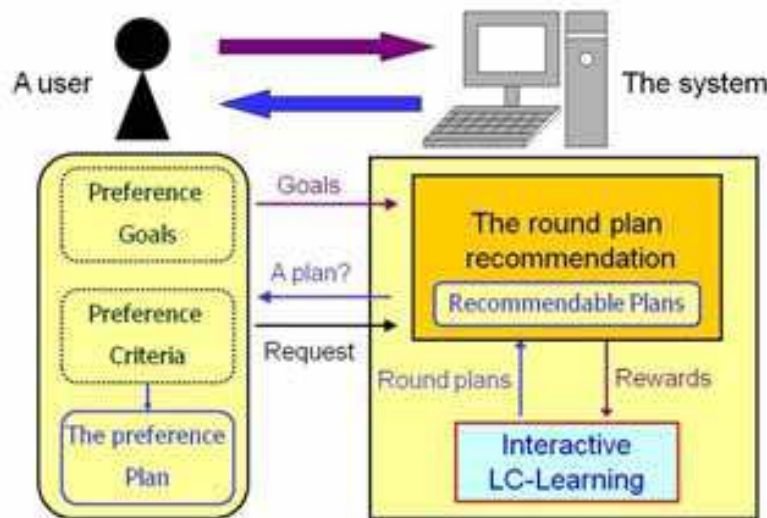 A user
The system
Preference
Goals
Goals
The round plan
recommendation
A plan?
Recommendable Plans
Preference
Criteria
Request
Round plans
Rewards
The preference
Plan
Interactive
LC-Learning